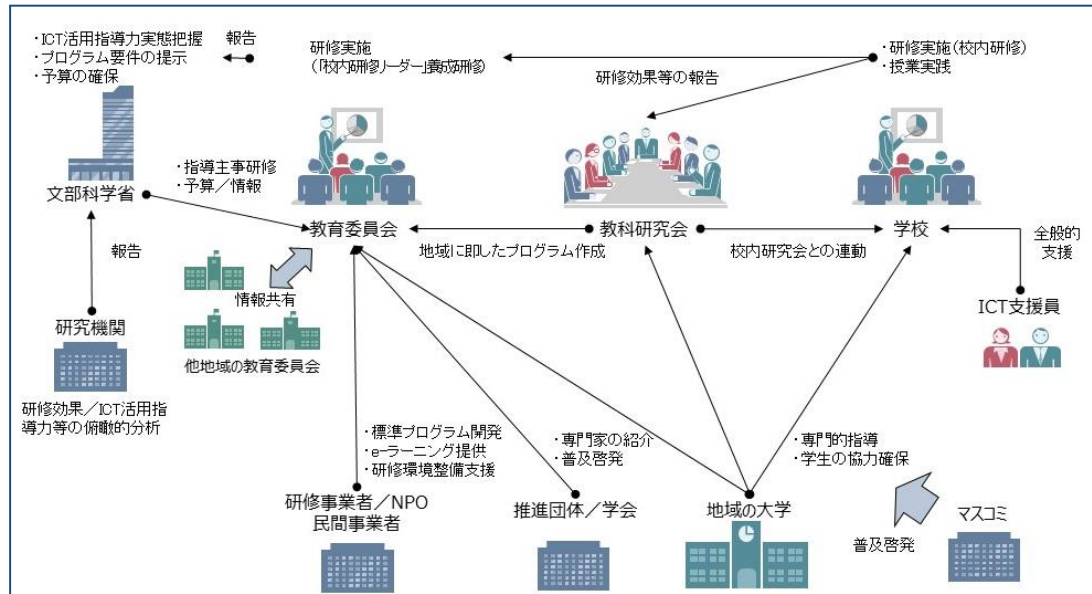 ・ICT活用指導力実態把握
・プログラム要件の提示
・予算の確保
報告
研修実施
(「校内研修リーダー」養成研修)
研修効果等の報告
・研修実施(校内研修)
・授業実践
文部科学省
・指導主事研修
・予算／情報
教育委員会
地域に即したプログラム作成
教科研究会
校内研究会との連動
学校
全般的
支援
報告
情報共有
他地域の教育委員会
ICT支援員
研究機関
研修効果／ICT活用指
導力等の俯瞰的分析
・標準プログラム開発
・e-ラーニング提供
・研修環境整備支援
・専門家の紹介
・普及啓発
・専門的指導
・学生の協力確保
研修事業者／NPO
民間事業者
推進団体／学会
地域の大学
普及啓発
マスコミ